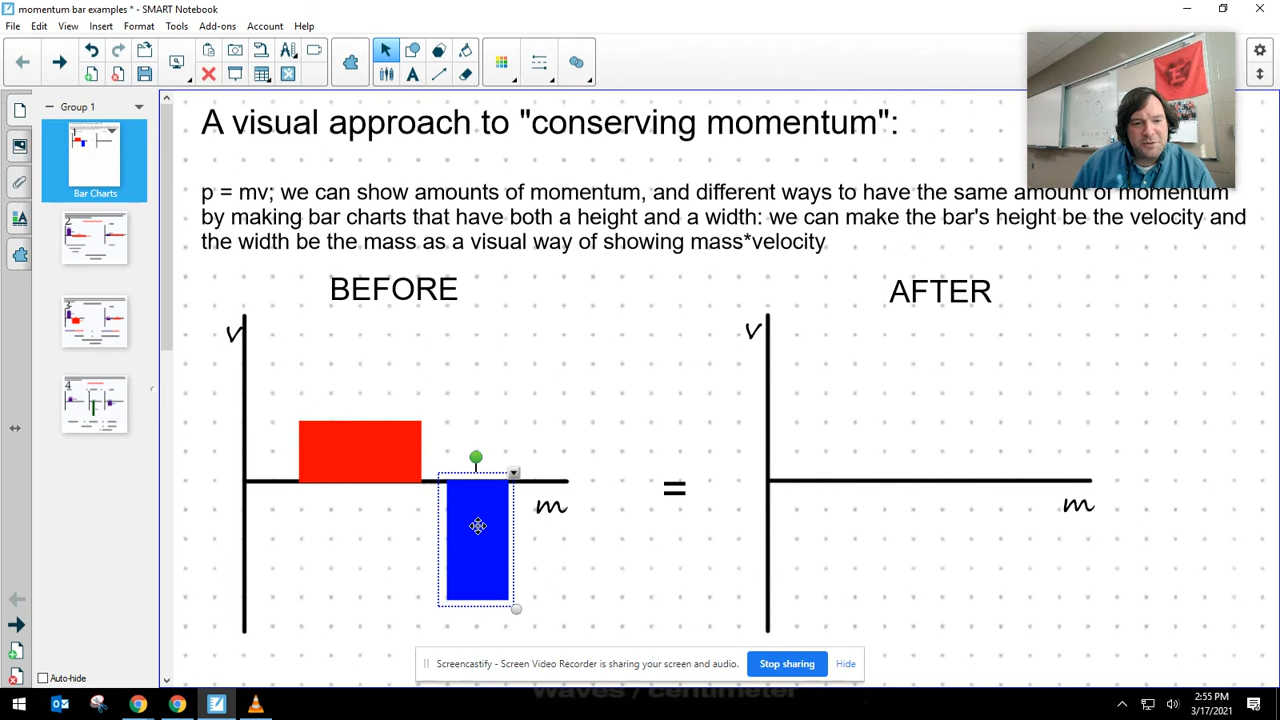 momentum bar examples * - SMART Notebook
File Edit View Insert Format Tools Add-ons Account Help
Group 1
Bar Charts
2
3
4
A visual approach to "conserving momentum":
p = mv; we can show amounts of momentum, and different ways to have the same amount of momentum
by making bar charts that have both a height and a width: we can make the bar's height be the velocity and
the width be the mass as a visual way of showing mass*velocity
BEFORE
AFTER
v
v
m
=
m
Screencastify - Screen Video Recorder is sharing your screen and audio.
Stop sharing
Hide
Waves / centimeter
Auto-hide
2:55 PM
3/17/2021